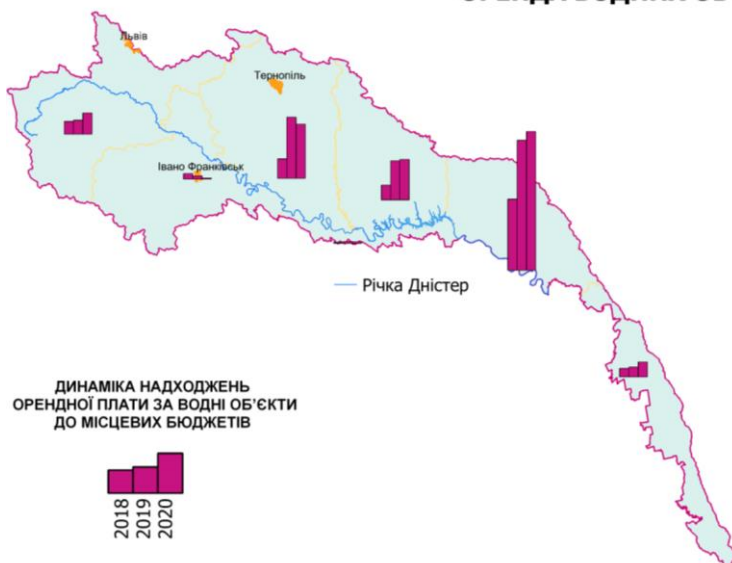 Львів
Тернопіль
Івано Франківськ
Річка Дністер
ДИНАМІКА НАДХОДЖЕНЬ
ОРЕНДНОЇ ПЛАТИ ЗА ВОДНІ ОБ’ЄКТИ
ДО МІСЦЕВИХ БЮДЖЕТІВ
2018
2019
2020